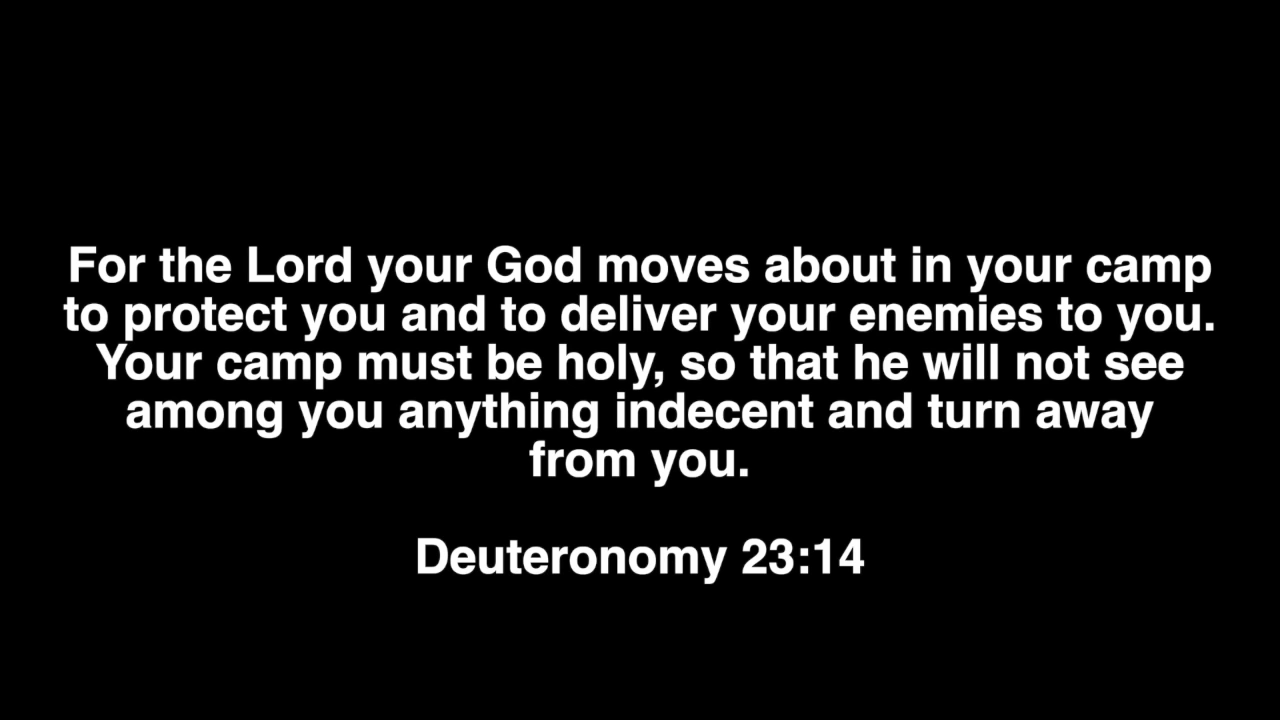 For the Lord your God moves about in your camp
to protect you and to deliver your enemies to you.
Your camp must be holy, so that he will not see
among you anything indecent and turn away
from you.
Deuteronomy 23:14